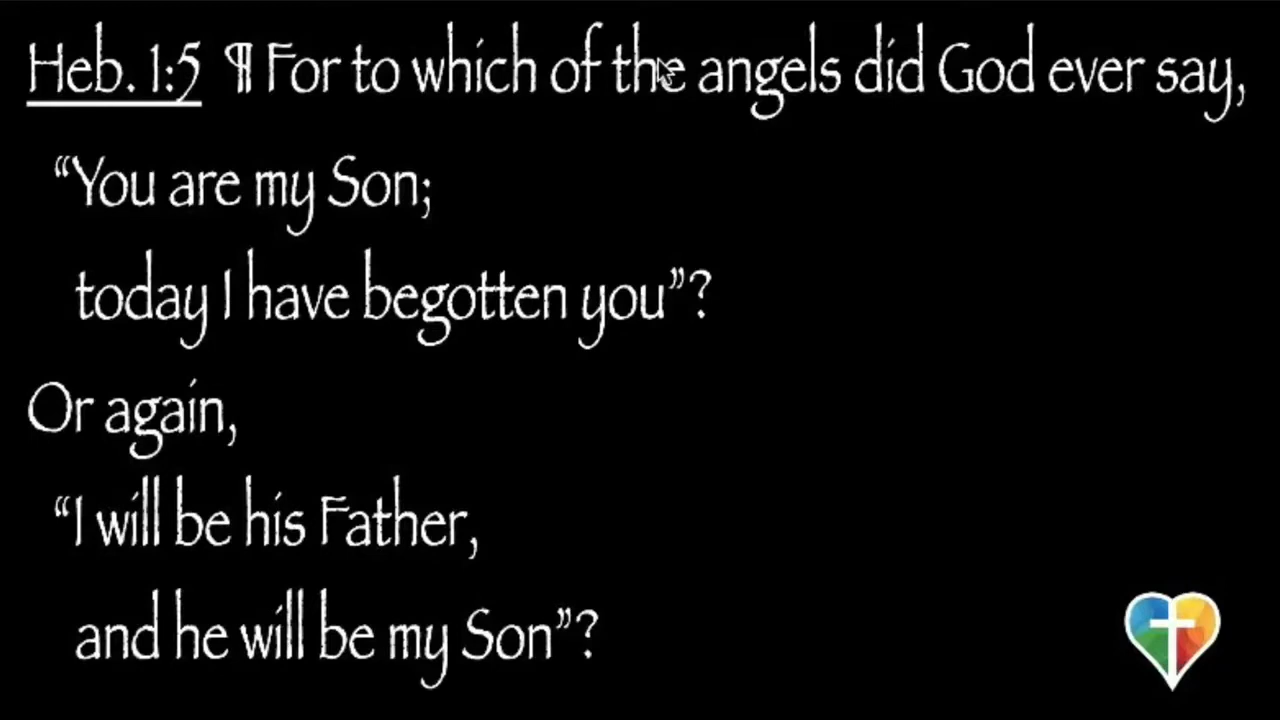 Heb. 1:5 ¶ For to which of the angels did God ever say,
“You are my Son;
today I have begotten you”?
Or again,
“I will be his Father,
and he will be my Son”?